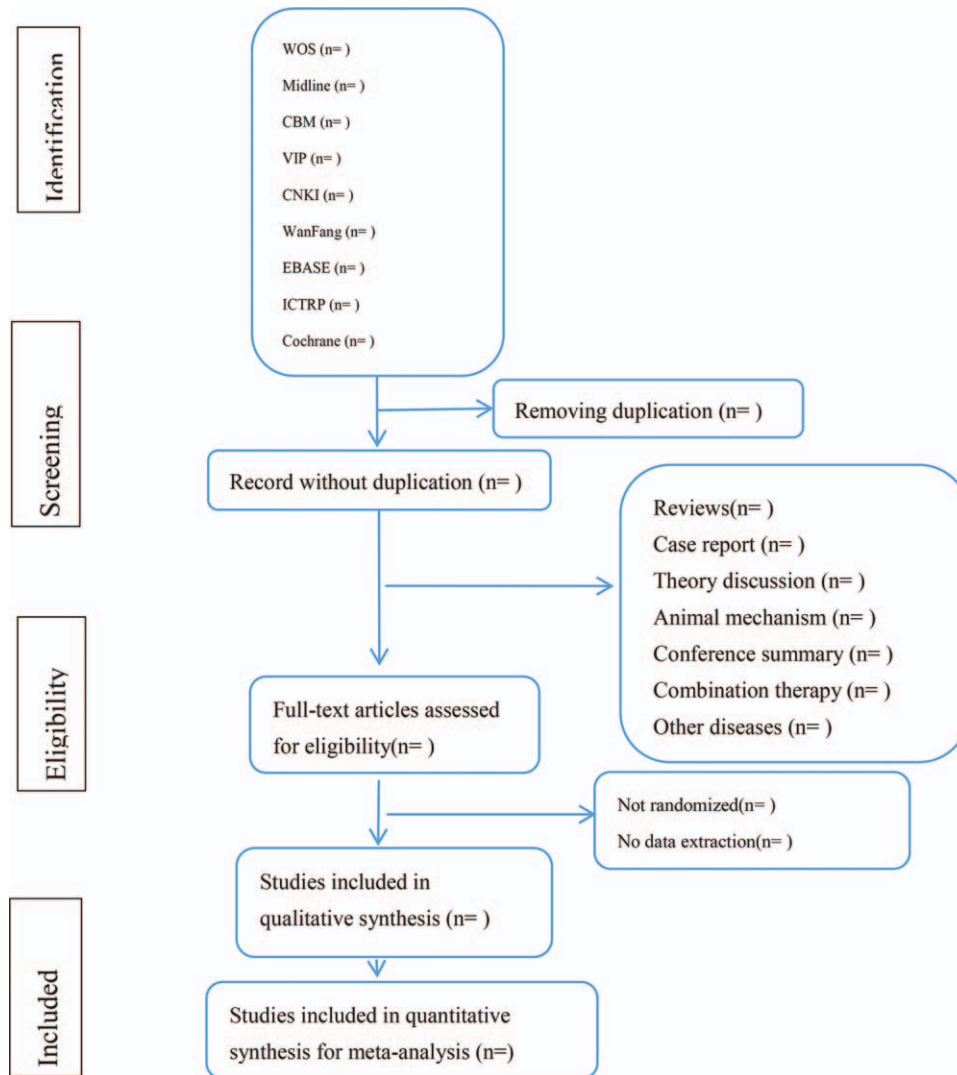 Identification
WOS (n= )
Midline (n= )
CBM (n= )
VIP (n= )
CNKI (n= )
WanFang (n= )
EBASE (n= )
ICTRP (n= )
Cochrane (n= )
Screening
Removing duplication (n= )
Record without duplication (n= )
Reviews(n= )
Case report (n= )
Theory discussion (n= )
Animal mechanism (n= )
Conference summary (n= )
Combination therapy (n= )
Other diseases (n= )
Eligibility
Full-text articles assessed
for eligibility(n= )
Not randomized(n= )
No data extraction(n= )
Studies included in
qualitative synthesis (n= )
Included
Studies included in quantitative
synthesis for meta-analysis (n=)